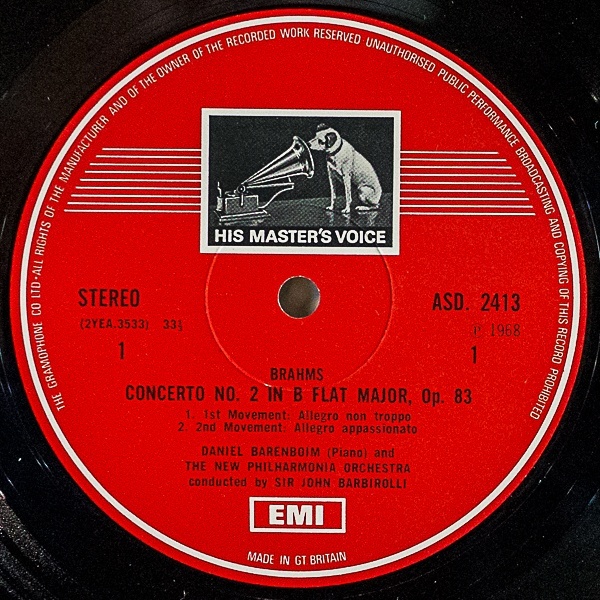 THE GRAMOPHONE CO LTD · ALL RIGHTS OF THE MANUFACTURER AND OF THE OWNER OF THE RECORDED WORK RESERVED UNAUTHORISED PUBLIC PERFORMANCE BROADCASTING AND COPYING OF THIS RECORD PROHIBITED
HIS MASTER'S VOICE
STEREO
ASD. 2413
(2YEA.3533) 33⅓
℗ 1968
1
1
BRAHMS
CONCERTO NO. 2 IN B FLAT MAJOR, Op. 83
1. 1st Movement: Allegro non troppo
2. 2nd Movement: Allegro appassionato
DANIEL BARENBOIM (Piano) and
THE NEW PHILHARMONIA ORCHESTRA
conducted by SIR JOHN BARBIROLLI
EMI
MADE IN GT BRITAIN